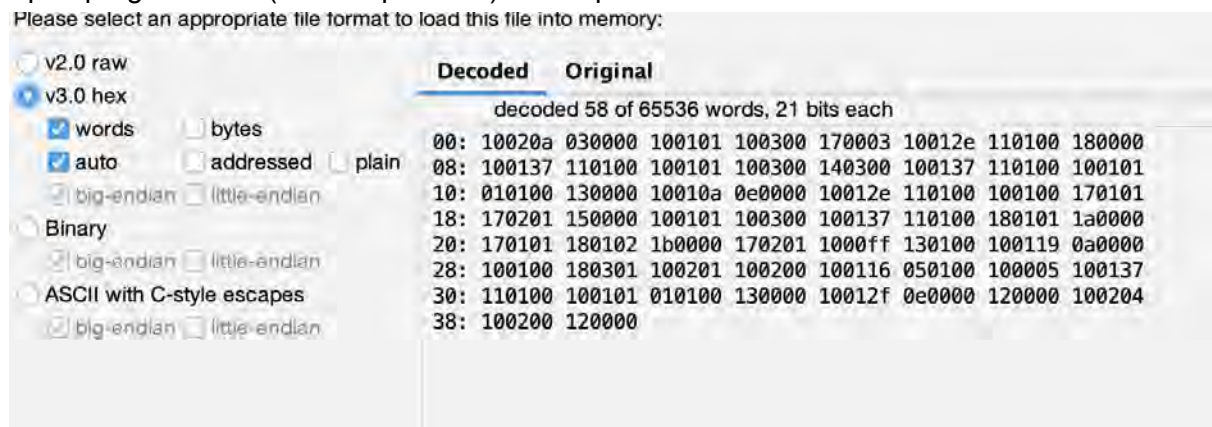 Please select an appropriate file format to load this file into memory:
v2.0 raw
v3.0 hex
words bytes
auto addressed plain
big-endian little-endian
Binary
big-endian little-endian
ASCII with C-style escapes
big-endian little-endian
Decoded Original
decoded 58 of 65536 words, 21 bits each
00: 10020a 030000 100101 100300 170003 10012e 110100 180000
08: 100137 110100 100101 100300 140300 100137 110100 100101
10: 010100 130000 10010a 0e0000 10012e 110100 100100 170101
18: 170201 150000 100101 100300 100137 110100 180101 1a0000
20: 170101 180102 1b0000 170201 1000ff 130100 100119 0a0000
28: 100100 180301 100201 100200 100116 050100 100005 100137
30: 110100 100101 010100 130000 10012f 0e0000 120000 100204
38: 100200 120000